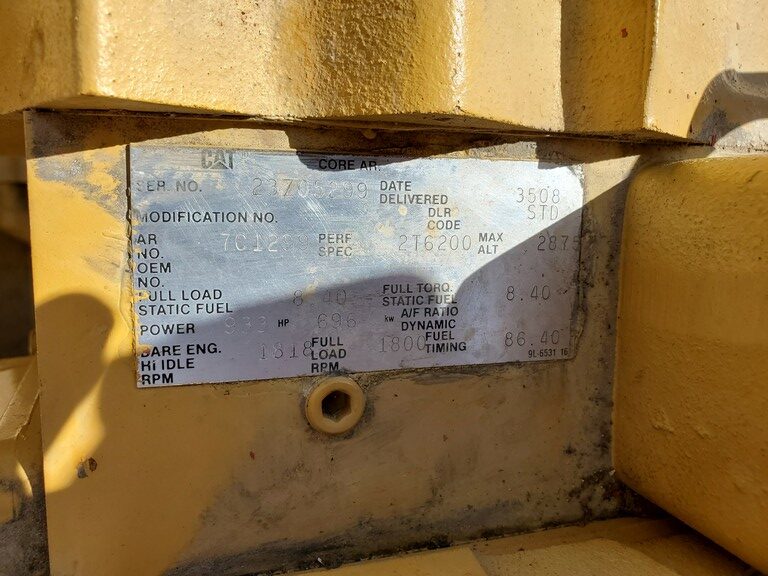 CAT CORE AR.
SER. NO. DATE DELIVERED 3508
MODIFICATION NO. DLR CODE STD
AR NO. PERF SPEC 2T6200 MAX ALT 2875
OEM NO.
FULL LOAD STATIC FUEL 8.40 FULL TORQ. STATIC FUEL 8.40
POWER 933 HP 696 kw A/F RATIO DYNAMIC
BARE ENG. HI IDLE RPM 1818 FULL LOAD RPM 1800 FUEL TIMING 86.40
9L-6531 16